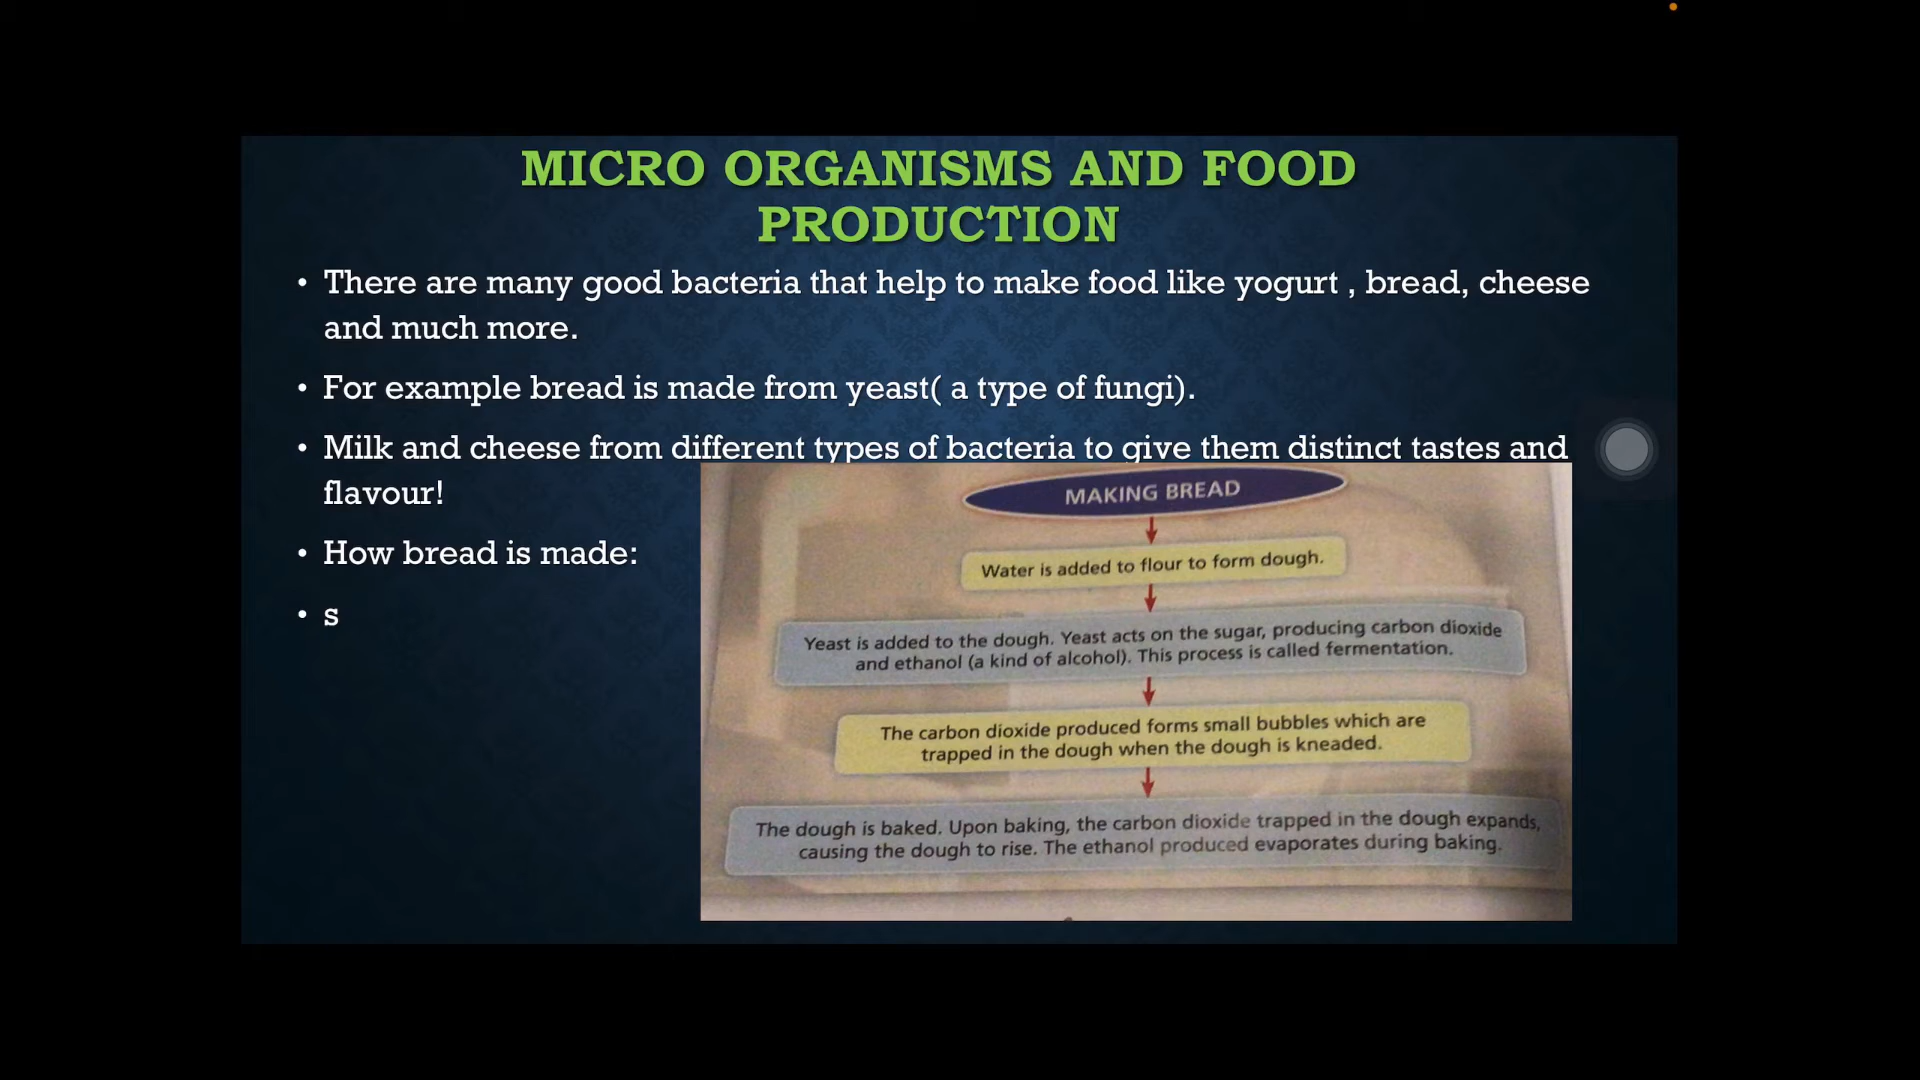 MICRO ORGANISMS AND FOOD
PRODUCTION
• There are many good bacteria that help to make food like yogurt , bread, cheese
and much more.
• For example bread is made from yeast( a type of fungi).
• Milk and cheese from different types of bacteria to give them distinct tastes and
flavour!
• How bread is made:
• s
MAKING BREAD
Water is added to flour to form dough.
Yeast is added to the dough. Yeast acts on the sugar, producing carbon dioxide
and ethanol (a kind of alcohol). This process is called fermentation.
The carbon dioxide produced forms small bubbles which are
trapped in the dough when the dough is kneaded.
The dough is baked. Upon baking, the carbon dioxide trapped in the dough expands,
causing the dough to rise. The ethanol produced evaporates during baking.